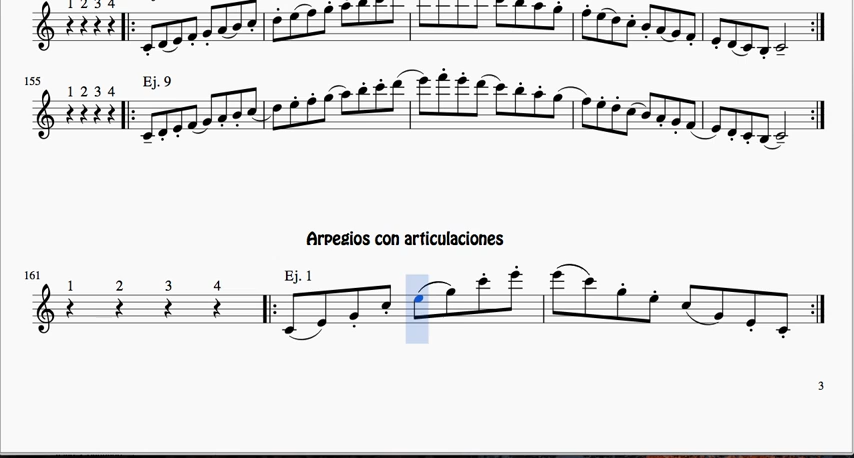 1 2 3 4
155
1 2 3 4
Ej. 9
Arpegios con articulaciones
161
1 2 3 4
Ej. 1
3